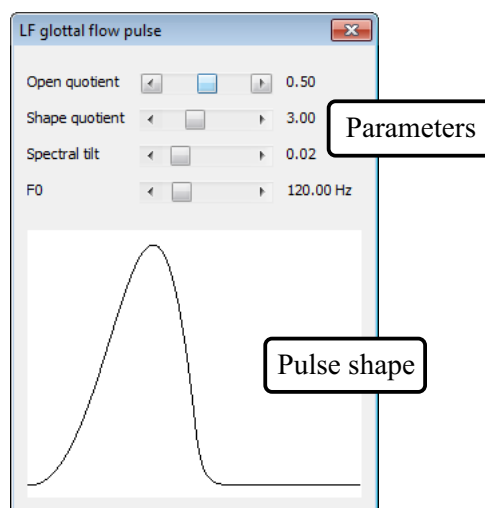 LF glottal flow pulse
Open quotient 0.50
Shape quotient 3.00
Parameters
Spectral tilt 0.02
F0 120.00 Hz
Pulse shape